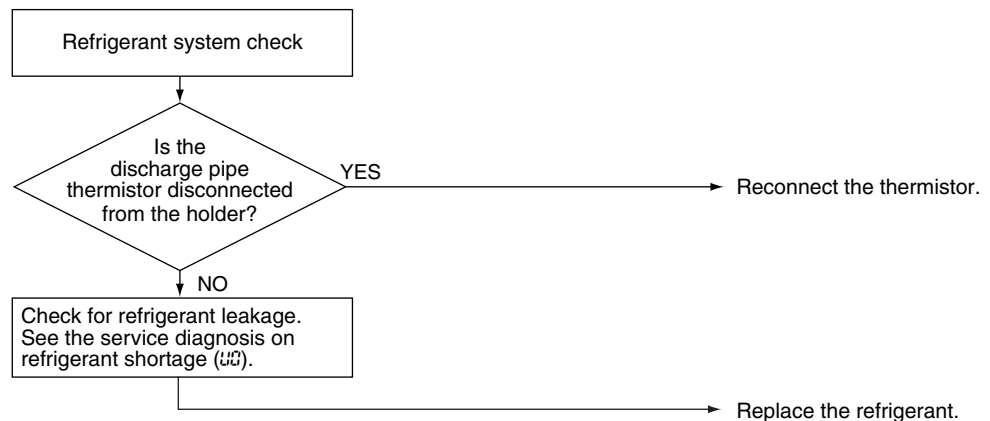 Refrigerant system check
Is the
discharge pipe
thermistor disconnected
from the holder?
YES
Reconnect the thermistor.
NO
Check for refrigerant leakage.
See the service diagnosis on
refrigerant shortage (U0).
Replace the refrigerant.